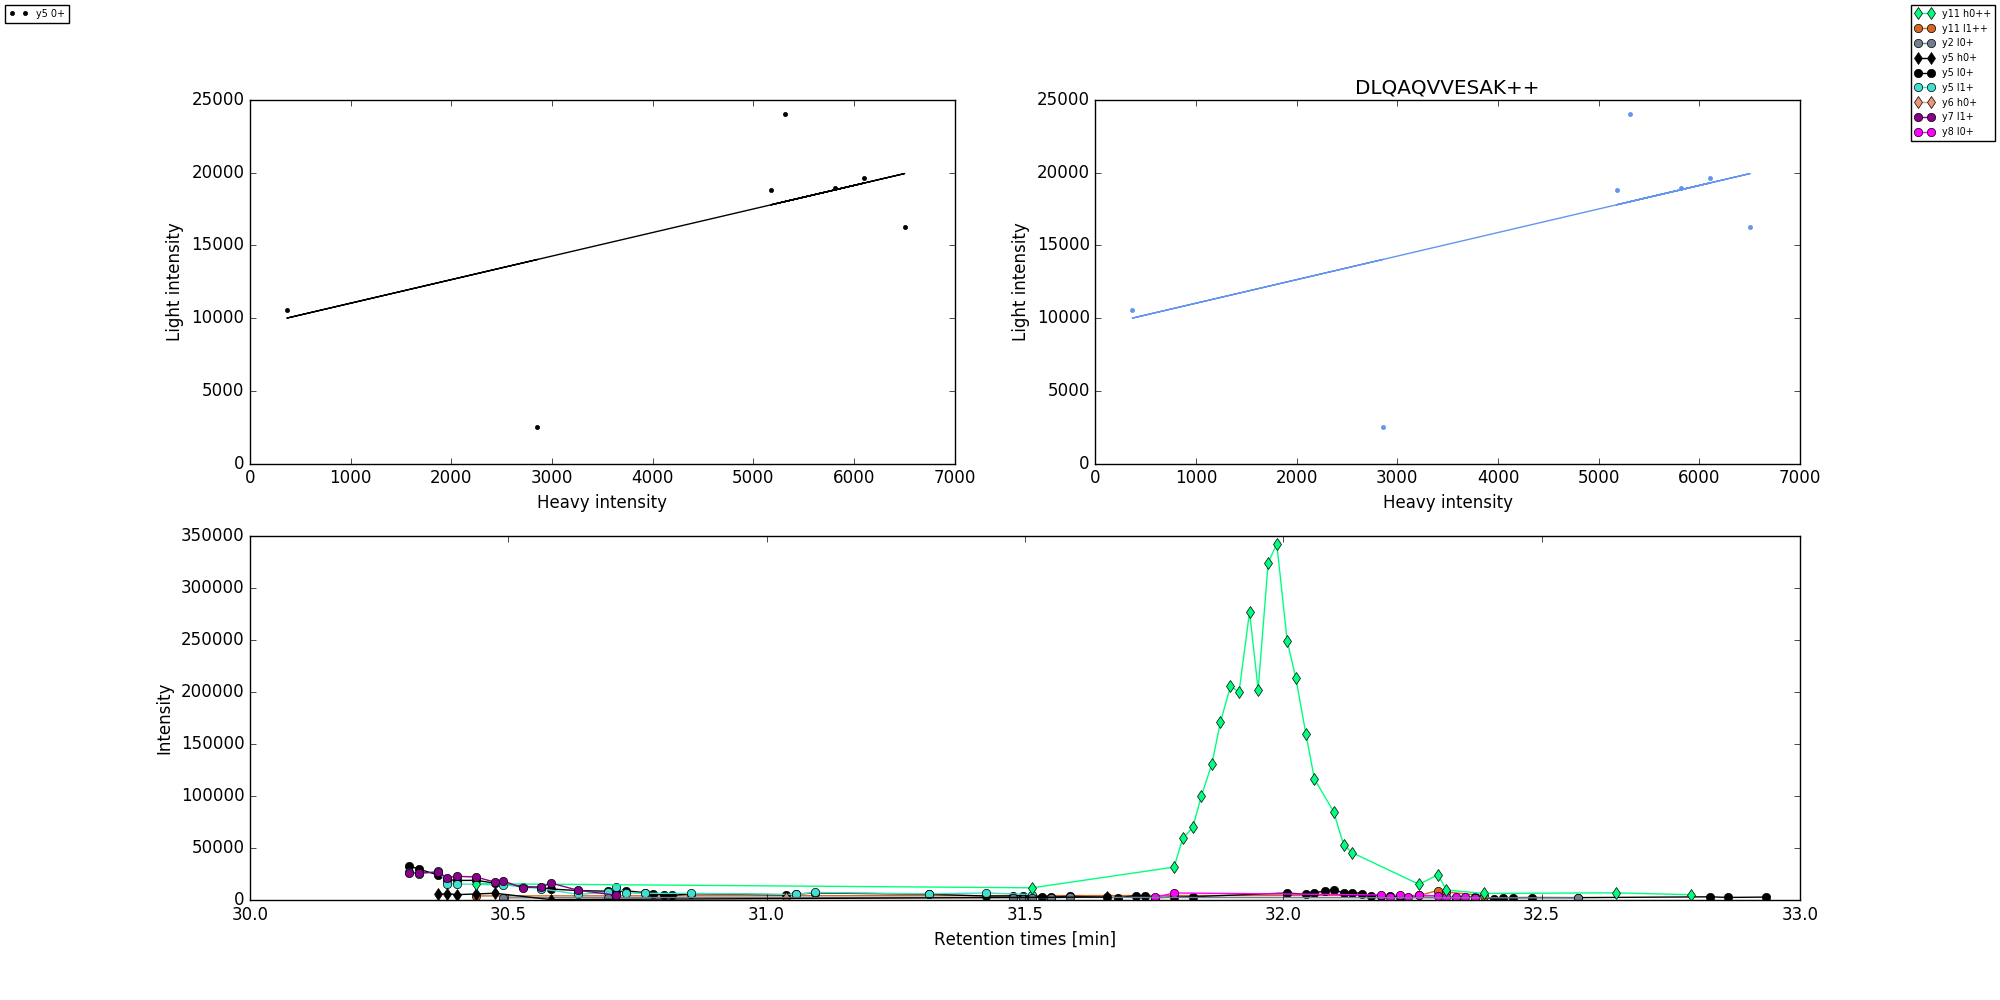 y5 0+
y11 h0++
y11 l1++
y2 l0+
y5 h0+
y5 l0+
y5 l1+
y6 h0+
y7 l1+
y8 l0+
DLQAQVVESAK++
25000
20000
15000
10000
5000
0
Light intensity
0 1000 2000 3000 4000 5000 6000 7000
Heavy intensity
25000
20000
15000
10000
5000
0
Light intensity
0 1000 2000 3000 4000 5000 6000 7000
Heavy intensity
350000
300000
250000
200000
150000
100000
50000
0
Intensity
30.0 30.5 31.0 31.5 32.0 32.5 33.0
Retention times [min]